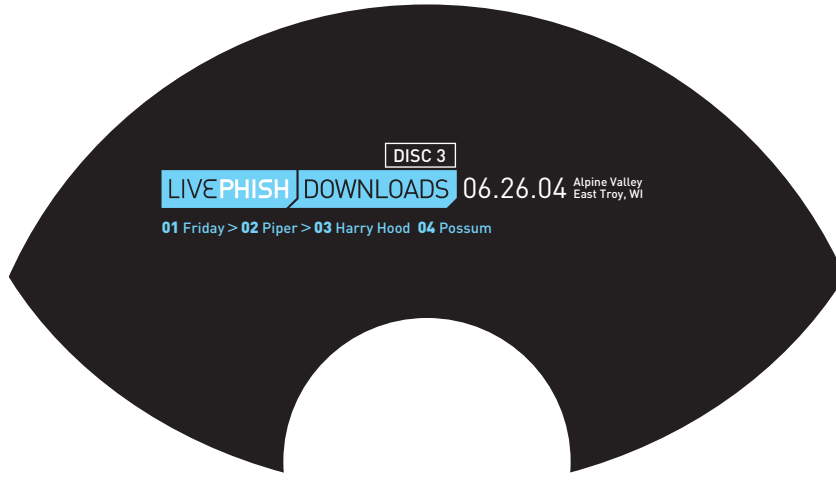 DISC 3
LIVEPHISH DOWNLOADS 06.26.04 Alpine Valley
East Troy, WI
01 Friday > 02 Piper > 03 Harry Hood 04 Possum